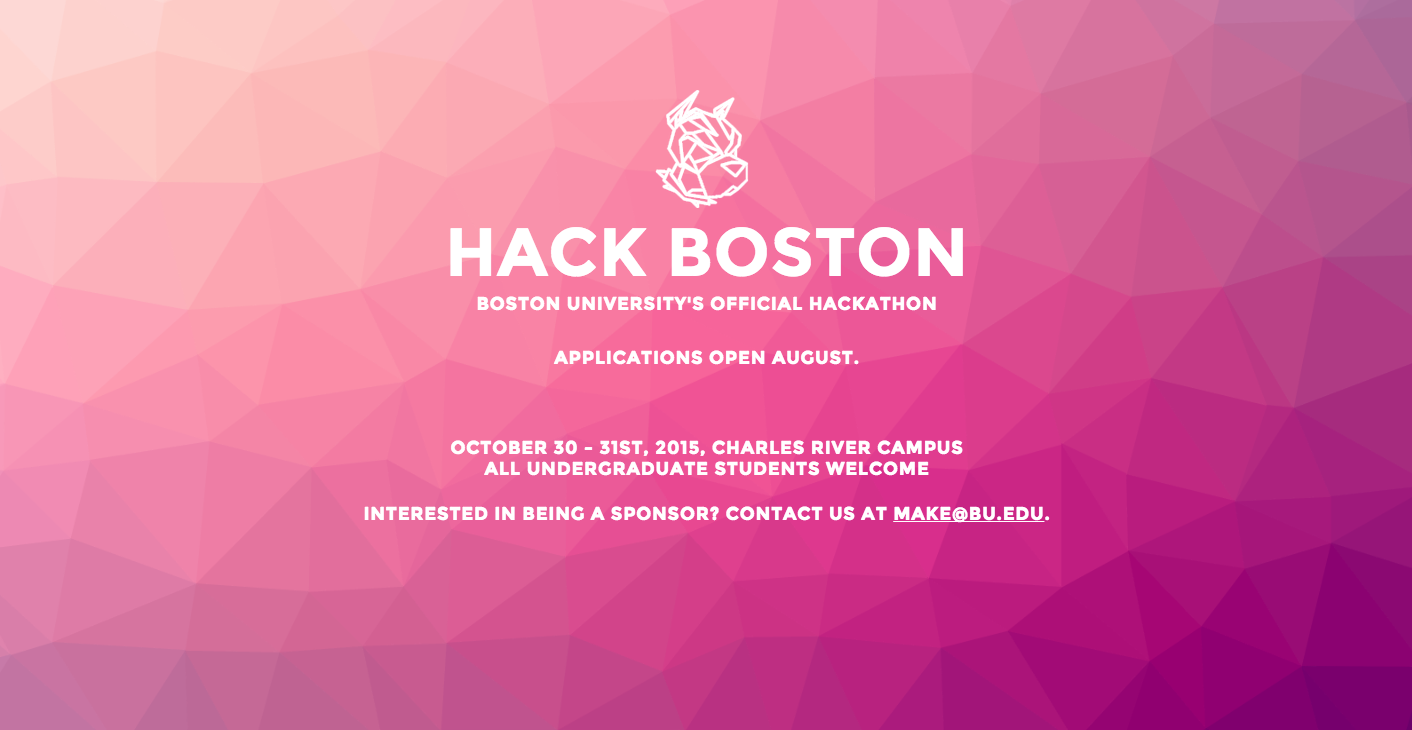 HACK BOSTON
BOSTON UNIVERSITY'S OFFICIAL HACKATHON
APPLICATIONS OPEN AUGUST.
OCTOBER 30 - 31ST, 2015, CHARLES RIVER CAMPUS
ALL UNDERGRADUATE STUDENTS WELCOME
INTERESTED IN BEING A SPONSOR? CONTACT US AT MAKE@BU.EDU.